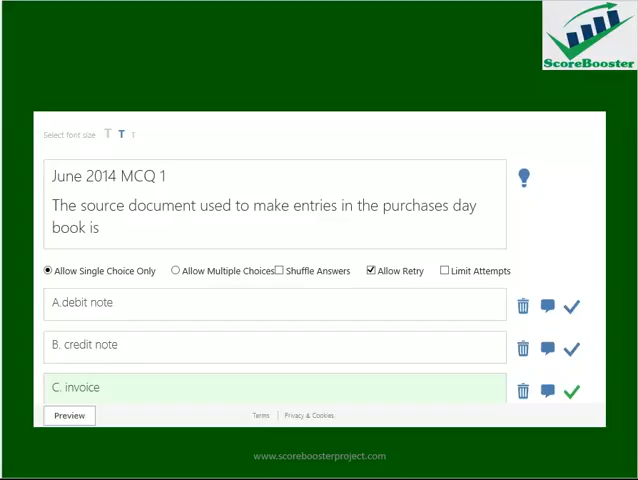 ScoreBooster
Select font size T T T
June 2014 MCQ 1
The source document used to make entries in the purchases day
book is
Allow Single Choice Only Allow Multiple Choices Shuffle Answers Allow Retry Limit Attempts
A.debit note
B. credit note
C. invoice
Preview Terms Privacy & Cookies
www.scoreboosterproject.com